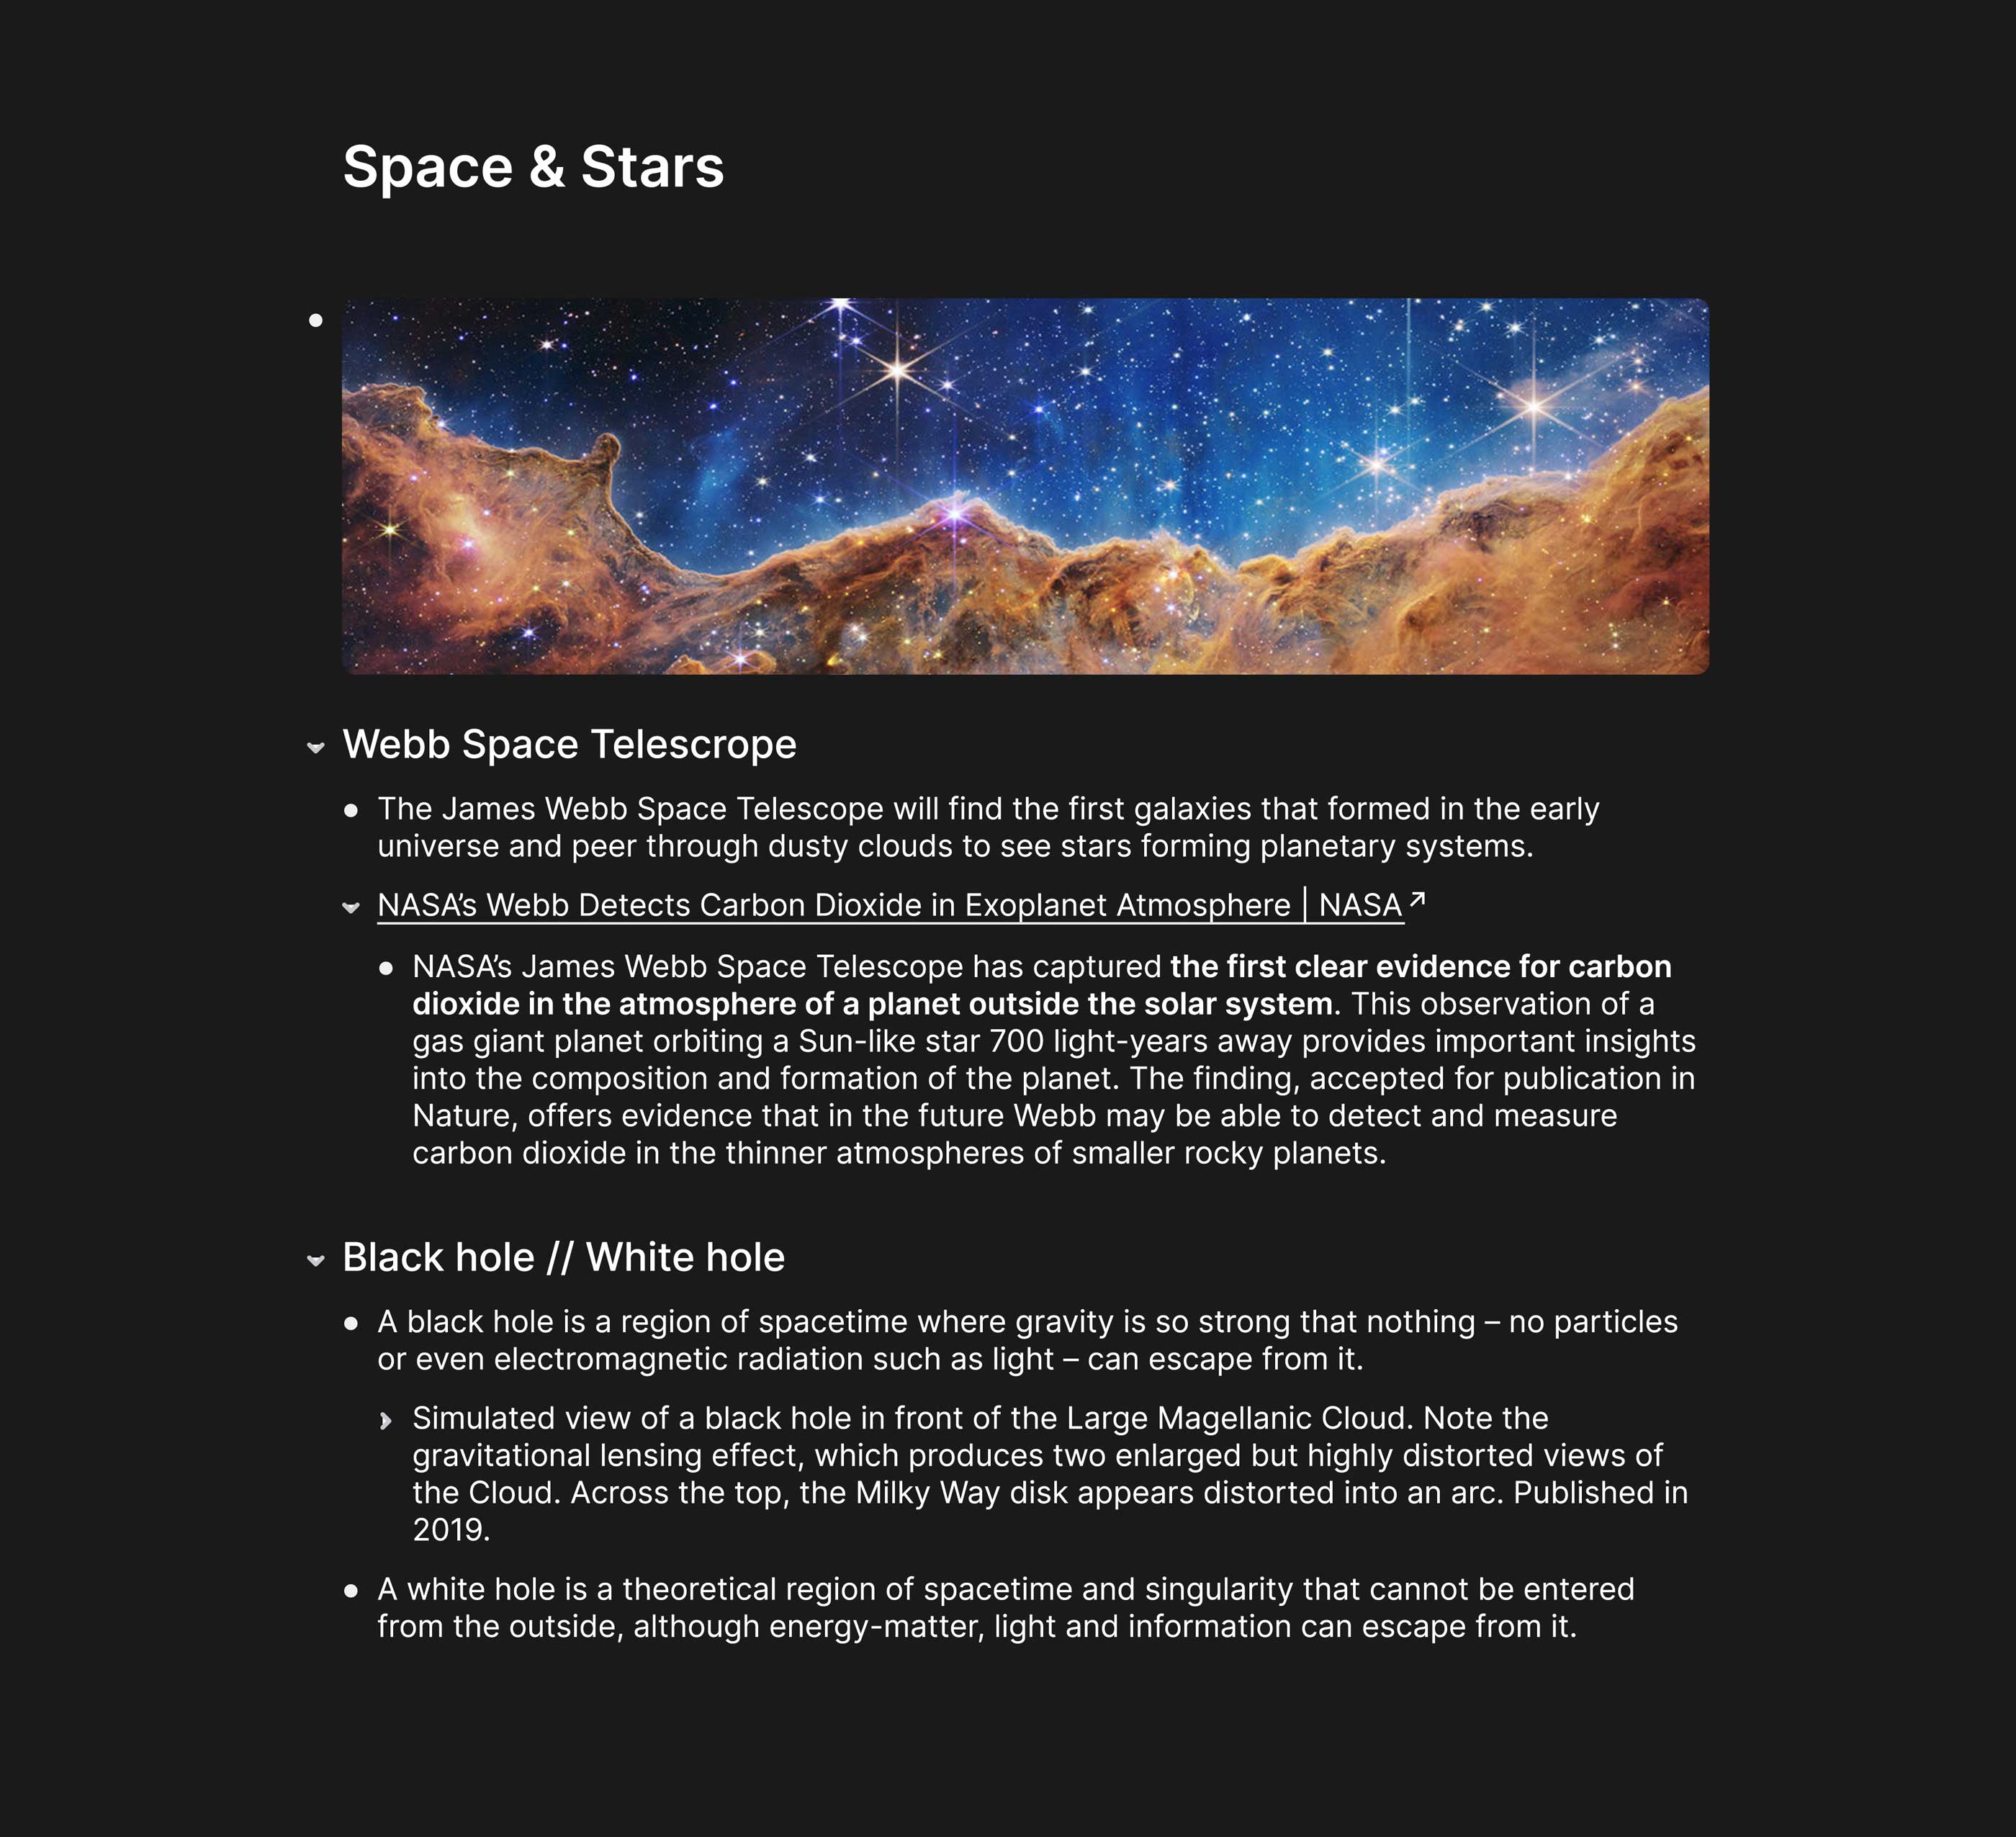 Space & Stars
Webb Space Telescrope
The James Webb Space Telescope will find the first galaxies that formed in the early
universe and peer through dusty clouds to see stars forming planetary systems.
NASA’s Webb Detects Carbon Dioxide in Exoplanet Atmosphere | NASA↗
NASA’s James Webb Space Telescope has captured the first clear evidence for carbon
dioxide in the atmosphere of a planet outside the solar system. This observation of a
gas giant planet orbiting a Sun-like star 700 light-years away provides important insights
into the composition and formation of the planet. The finding, accepted for publication in
Nature, offers evidence that in the future Webb may be able to detect and measure
carbon dioxide in the thinner atmospheres of smaller rocky planets.
Black hole // White hole
A black hole is a region of spacetime where gravity is so strong that nothing – no particles
or even electromagnetic radiation such as light – can escape from it.
Simulated view of a black hole in front of the Large Magellanic Cloud. Note the
gravitational lensing effect, which produces two enlarged but highly distorted views of
the Cloud. Across the top, the Milky Way disk appears distorted into an arc. Published in
2019.
A white hole is a theoretical region of spacetime and singularity that cannot be entered
from the outside, although energy-matter, light and information can escape from it.